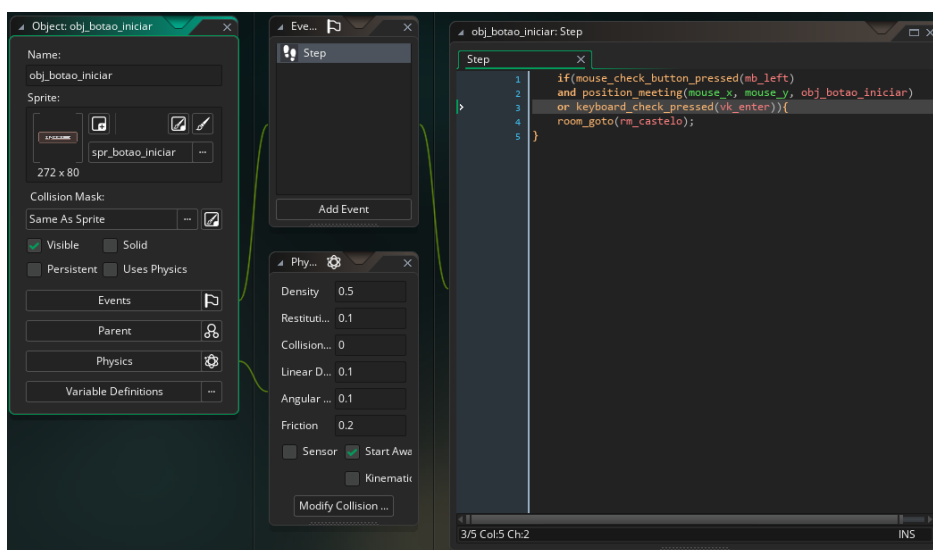 Object: obj_botao_iniciar
Name:
obj_botao_iniciar
Sprite:
spr_botao_iniciar
272 x 80
Collision Mask:
Same As Sprite
Visible
Solid
Persistent
Uses Physics
Events
Parent
Physics
Variable Definitions
Eve...
Step
Add Event
Phy...
Density 0.5
Restituti... 0.1
Collision... 0
Linear D... 0.1
Angular ... 0.1
Friction 0.2
Sensor
Start Awa
Kinematic
Modify Collision ...
obj_botao_iniciar: Step
Step
1 if(mouse_check_button_pressed(mb_left)
2 and position_meeting(mouse_x, mouse_y, obj_botao_iniciar)
3 or keyboard_check_pressed(vk_enter)){
4 room_goto(rm_castelo);
5 }
3/5 Col:5 Ch:2
INS